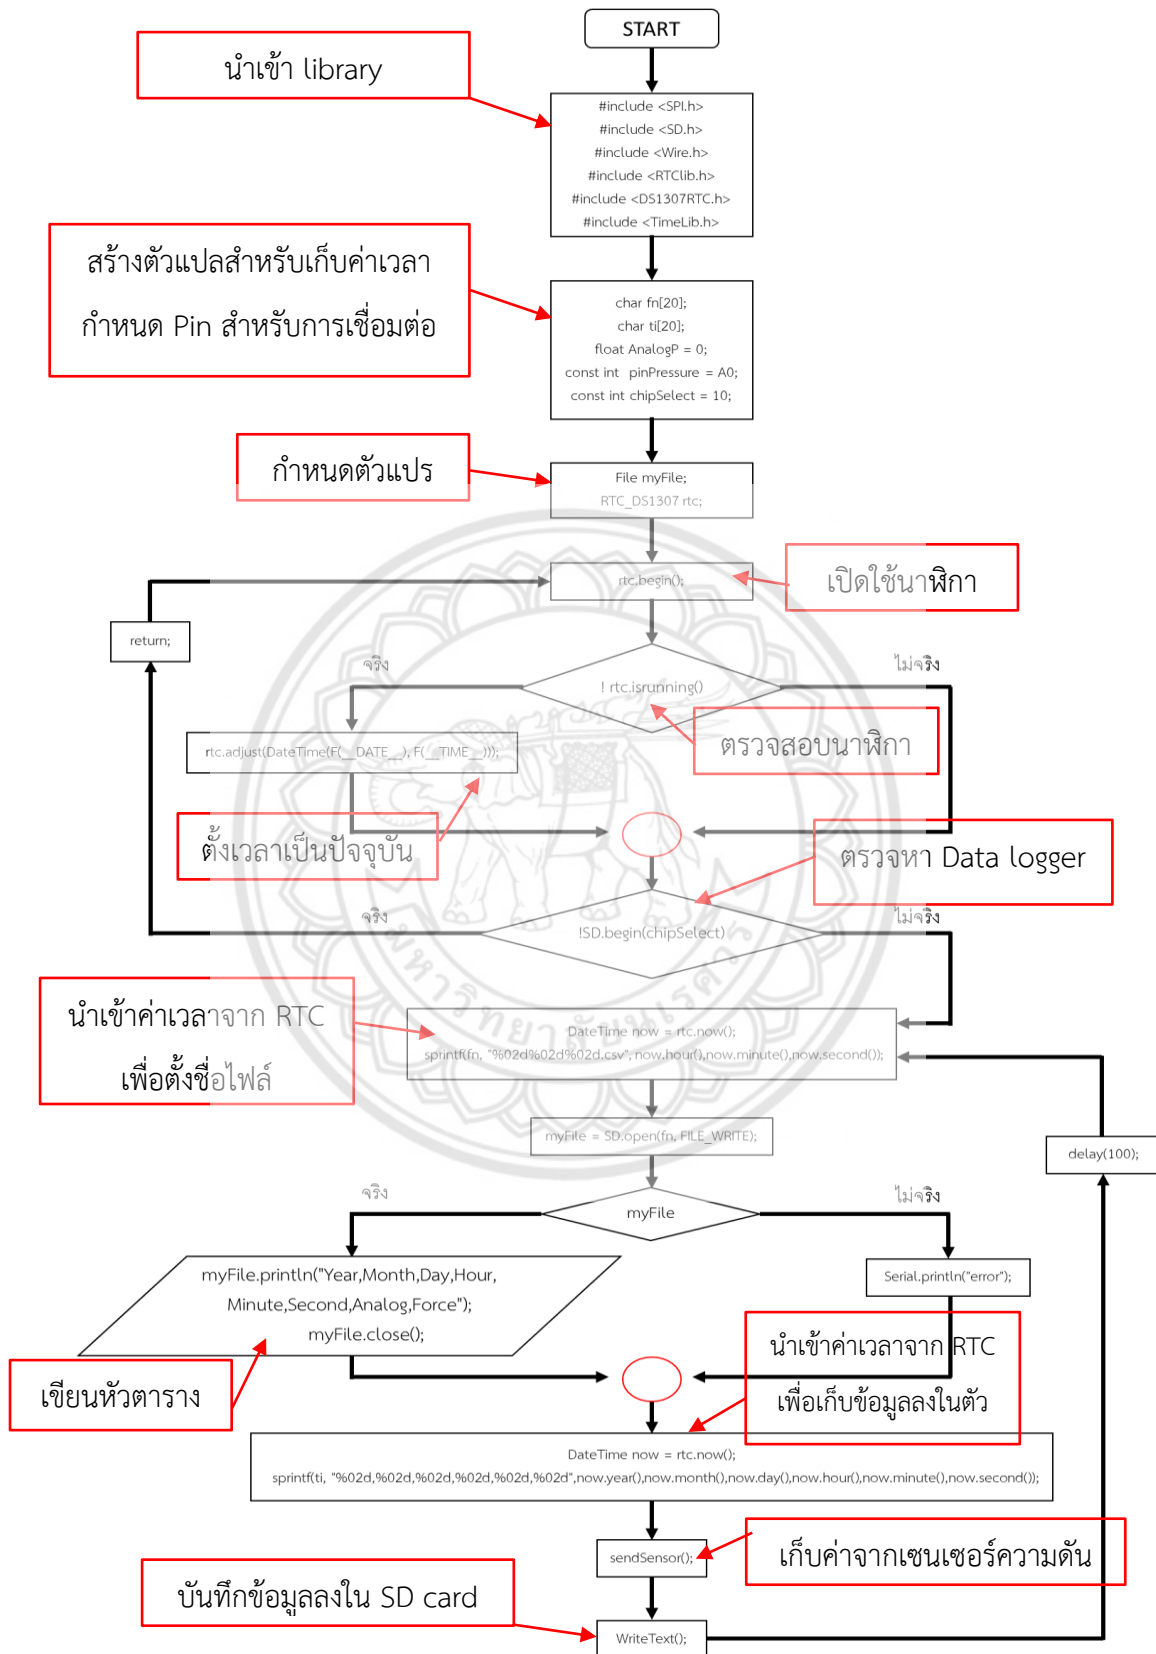 START
นำเข้า library
#include <SPI.h>
#include <SD.h>
#include <Wire.h>
#include <RTClib.h>
#include <DS1307RTC.h>
#include <TimeLib.h>
สร้างตัวแปลสำหรับเก็บค่าเวลา
กำหนด Pin สำหรับการเชื่อมต่อ
char fn[20];
char ti[20];
float AnalogP = 0;
const int pinPressure = A0;
const int chipSelect = 10;
กำหนดตัวแปร
File myFile;
RTC_DS1307 rtc;
rtc.begin();
เปิดใช้นาฬิกา
return;
จริง
ไม่จริง
! rtc.isrunning()
ตรวจสอบนาฬิกา
rtc.adjust(DateTime(F(__DATE__), F(__TIME__)));
ตั้งเวลาเป็นปัจจุบัน
ตรวจหา Data logger
จริง
ไม่จริง
!SD.begin(chipSelect)
มหาวิทยาลัยนเรศวร
นำเข้าค่าเวลาจาก RTC
เพื่อตั้งชื่อไฟล์
DateTime now = rtc.now();
sprintf(fn, "%02d%02d%02d.csv", now.hour(),now.minute(),now.second());
myFile = SD.open(fn, FILE_WRITE);
delay(100);
จริง
ไม่จริง
myFile
myFile.println("Year,Month,Day,Hour,
Minute,Second,Analog,Force");
myFile.close();
Serial.println("error");
เขียนหัวตาราง
นำเข้าค่าเวลาจาก RTC
เพื่อเก็บข้อมูลลงในตัว
DateTime now = rtc.now();
sprintf(ti, "%02d,%02d,%02d,%02d,%02d,%02d",now.year(),now.month(),now.day(),now.hour(),now.minute(),now.second());
sendSensor();
เก็บค่าจากเซนเซอร์ความดัน
บันทึกข้อมูลลงใน SD card
WriteText();